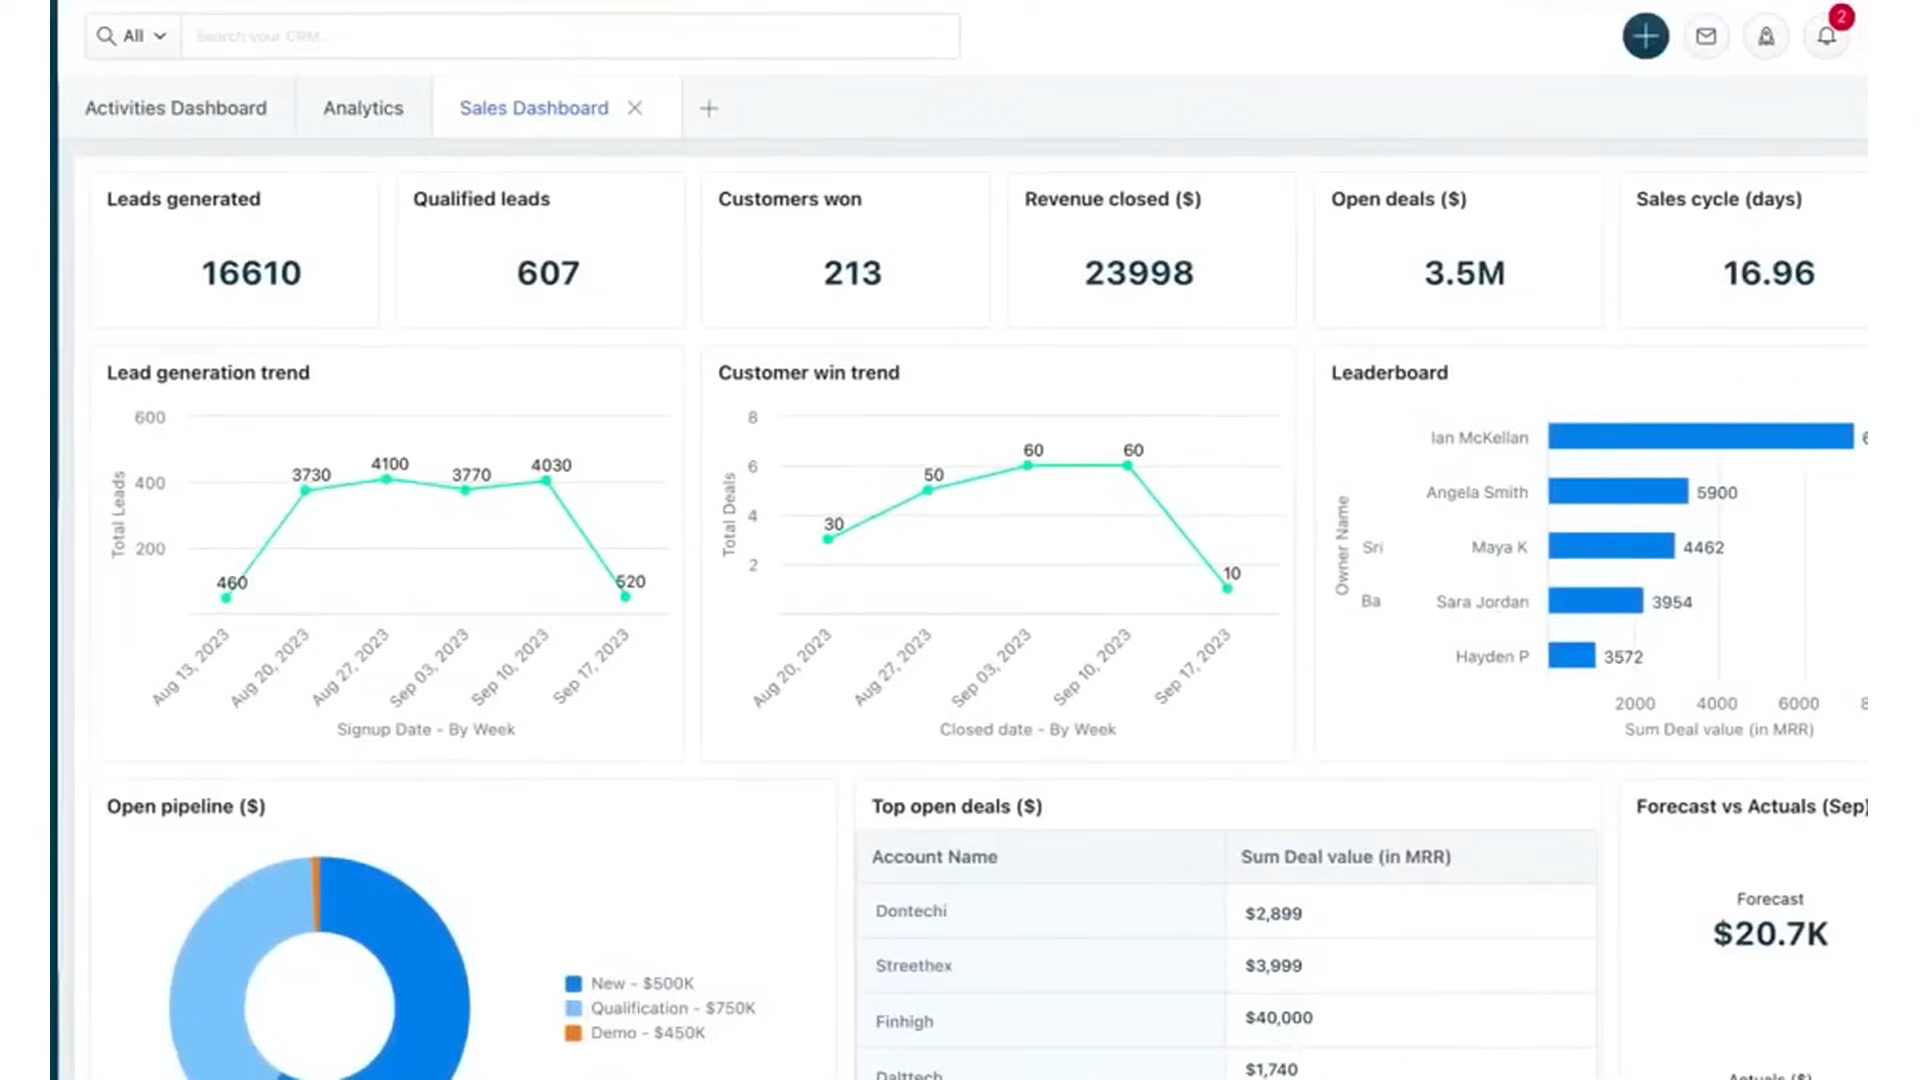 All
Search your CRM...
2
Activities Dashboard
Analytics
Sales Dashboard
Leads generated
16610
Qualified leads
607
Customers won
213
Revenue closed ($)
23998
Open deals ($)
3.5M
Sales cycle (days)
16.96
Lead generation trend
600
400
200
Total Leads
460
3730
4100
3770
4030
520
Aug 13, 2023
Aug 20, 2023
Aug 27, 2023
Sep 03, 2023
Sep 10, 2023
Sep 17, 2023
Signup Date - By Week
Customer win trend
8
6
4
2
Total Deals
30
50
60
60
10
Aug 20, 2023
Aug 27, 2023
Sep 03, 2023
Sep 10, 2023
Sep 17, 2023
Closed date - By Week
Leaderboard
Owner Name
Ian McKellan
Angela Smith 5900
Sri Maya K 4462
Ba Sara Jordan 3954
Hayden P 3572
2000 4000 6000
Sum Deal value (in MRR)
Open pipeline ($)
New - $500K
Qualification - $750K
Demo - $450K
Top open deals ($)
Account Name Sum Deal value (in MRR)
Dontechi $2,899
Streethex $3,999
Finhigh $40,000
Dalttech $1,740
Forecast vs Actuals (Sep)
Forecast
$20.7K
Actuals ($)